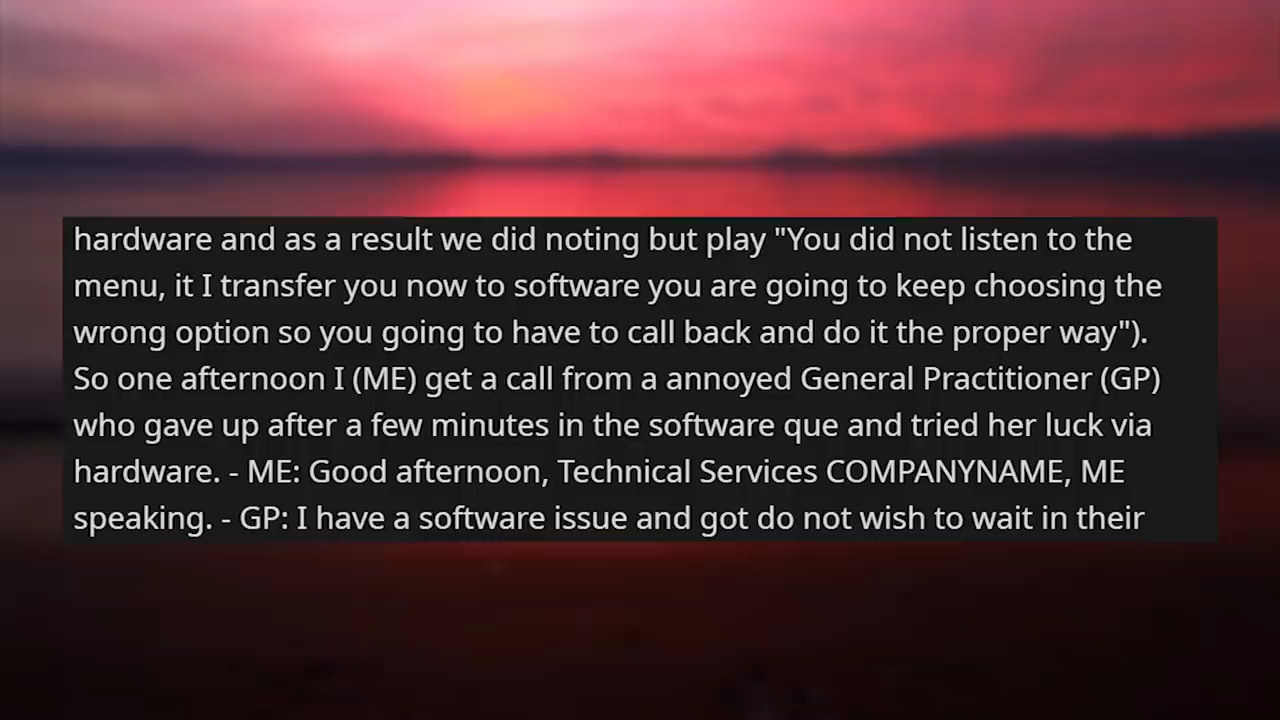 hardware and as a result we did noting but play "You did not listen to the
menu, it I transfer you now to software you are going to keep choosing the
wrong option so you going to have to call back and do it the proper way").
So one afternoon I (ME) get a call from a annoyed General Practitioner (GP)
who gave up after a few minutes in the software que and tried her luck via
hardware. - ME: Good afternoon, Technical Services COMPANYNAME, ME
speaking. - GP: I have a software issue and got do not wish to wait in their